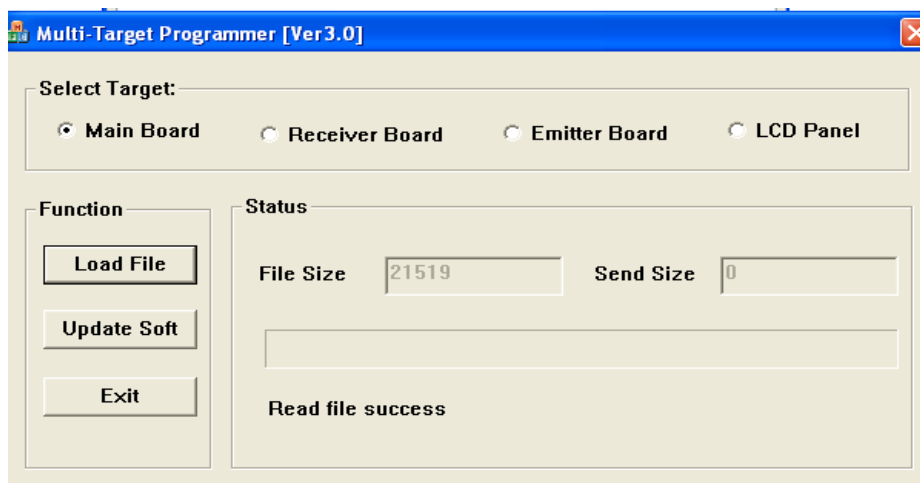 Multi-Target Programmer [Ver3.0]
Select Target:
Main Board
Receiver Board
Emitter Board
LCD Panel
Function
Load File
Update Soft
Exit
Status
File Size
21519
Send Size
0
Read file success